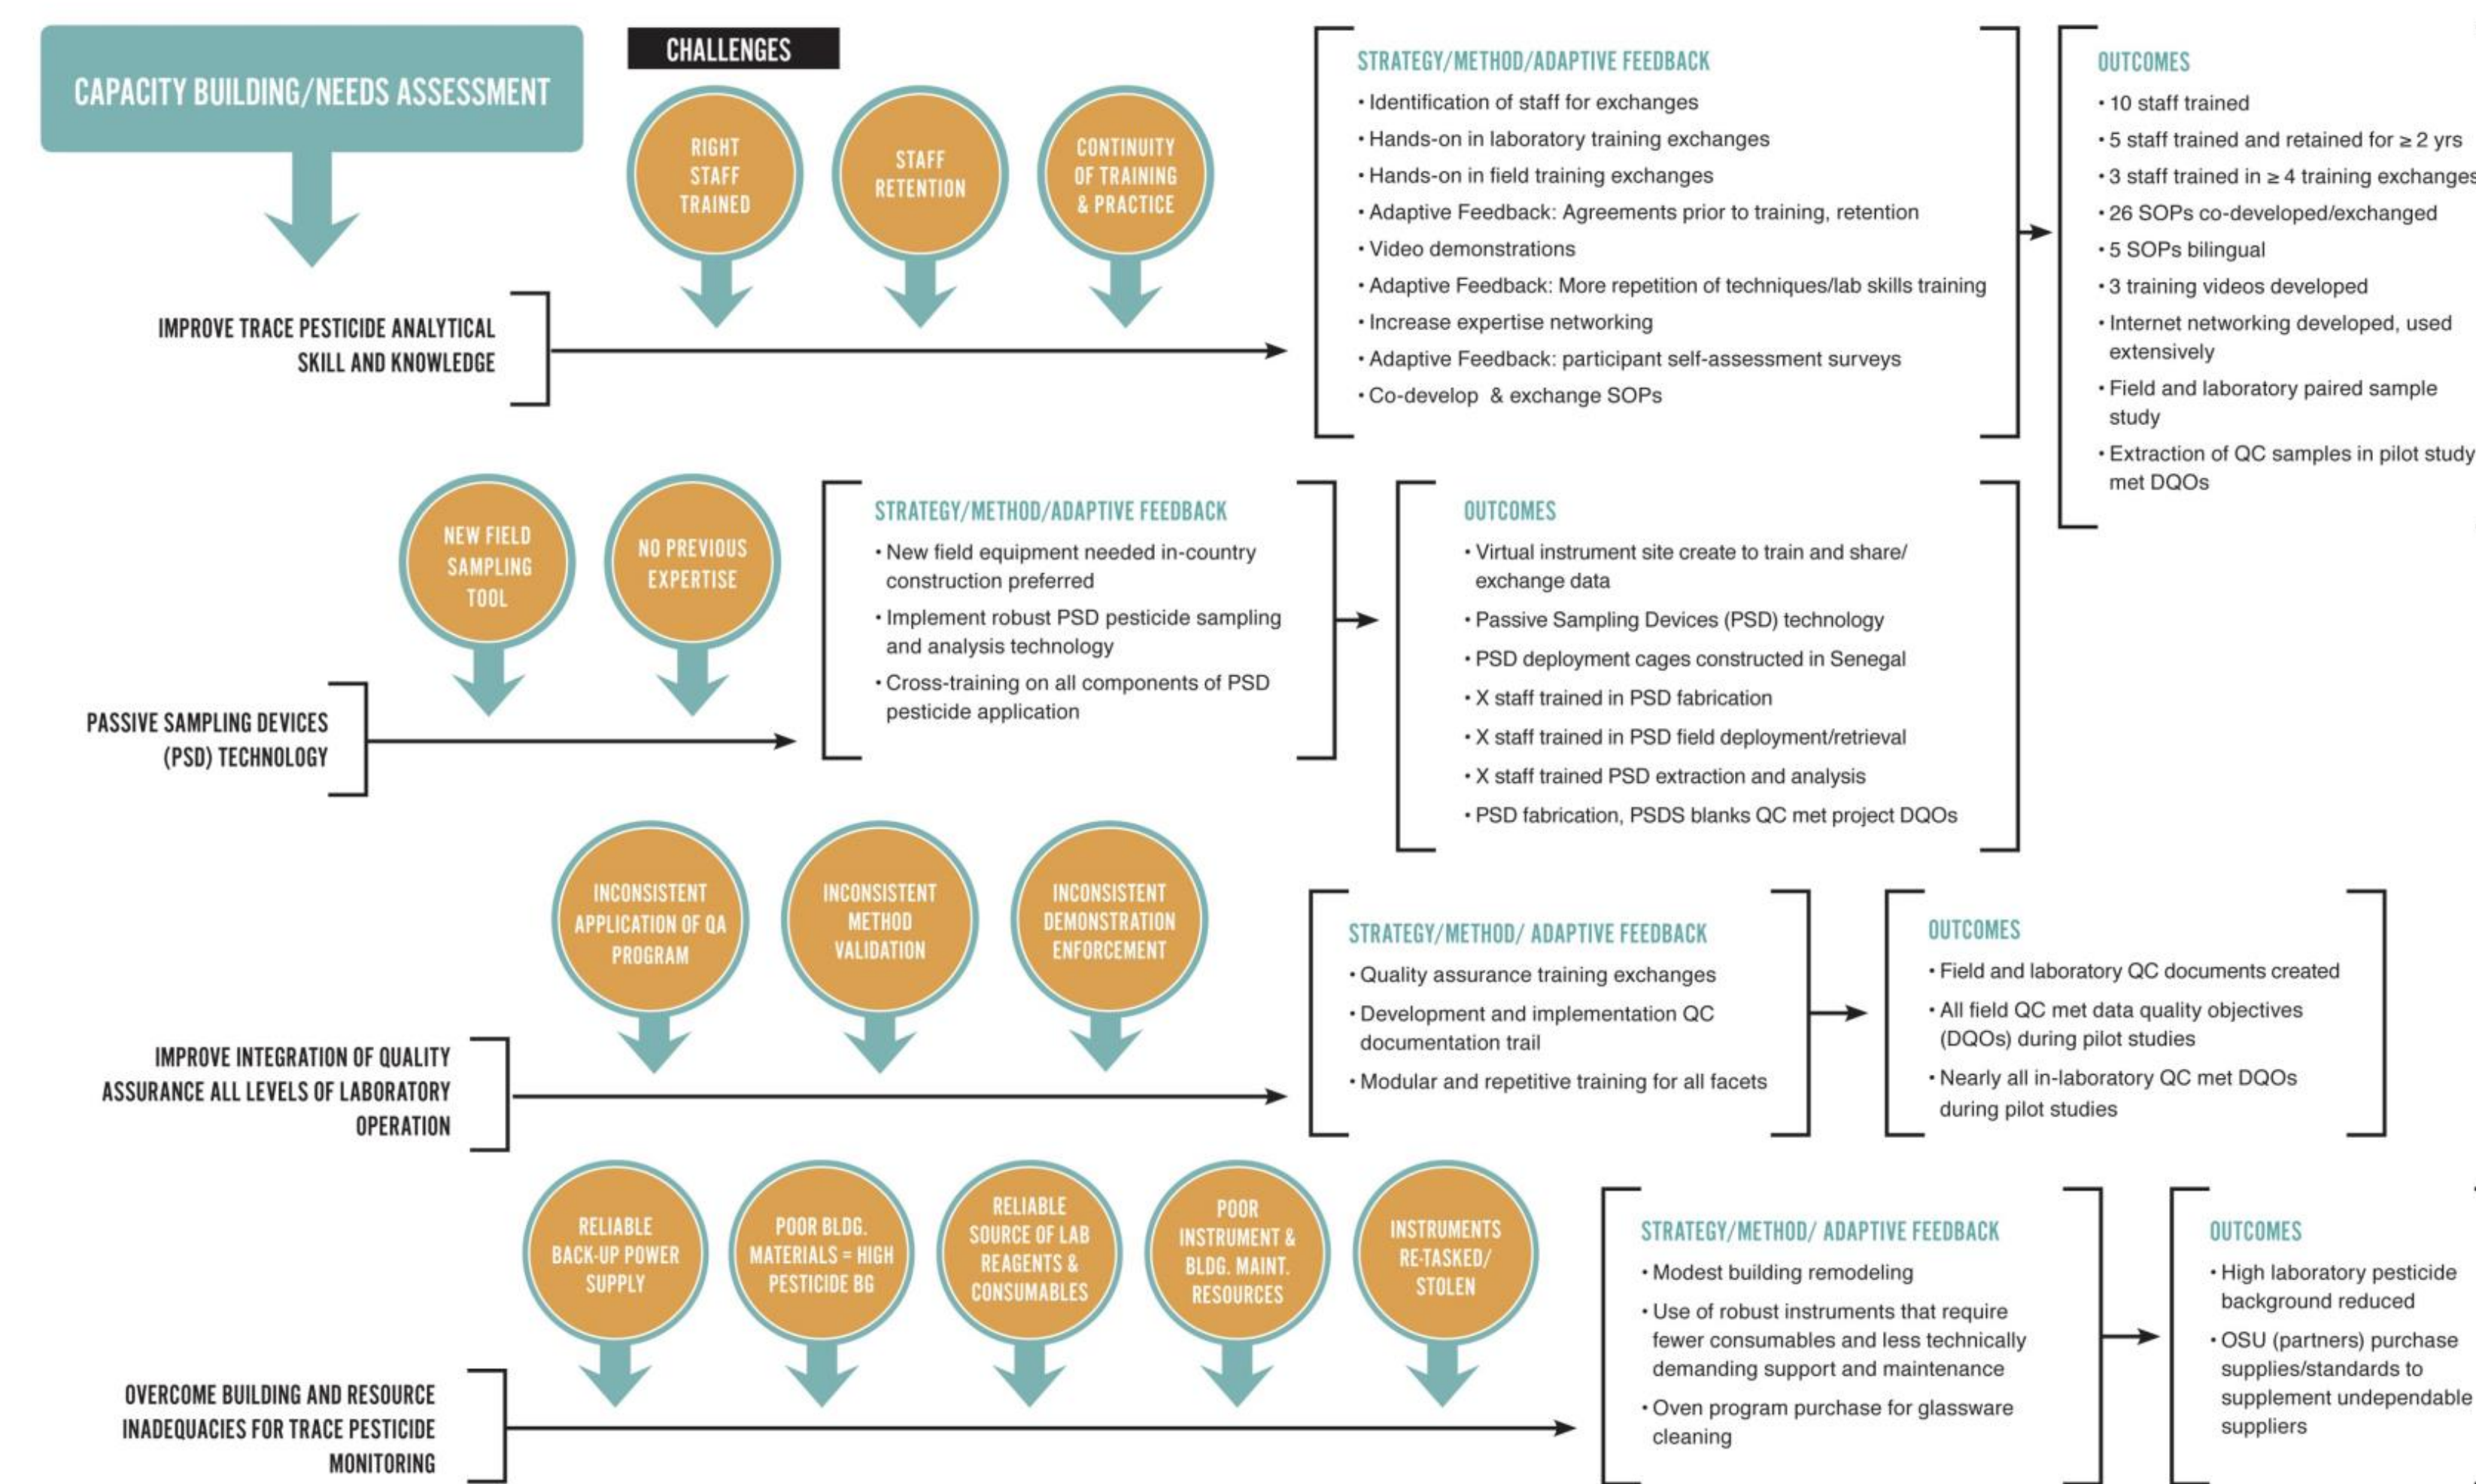 CAPACITY BUILDING/NEEDS ASSESSMENT
CHALLENGES
RIGHT
STAFF
TRAINED
STAFF
RETENTION
CONTINUITY
OF TRAINING
& PRACTICE
IMPROVE TRACE PESTICIDE ANALYTICAL
SKILL AND KNOWLEDGE
STRATEGY/METHOD/ADAPTIVE FEEDBACK
• Identification of staff for exchanges
• Hands-on in laboratory training exchanges
• Hands-on in field training exchanges
• Adaptive Feedback: Agreements prior to training, retention
• Video demonstrations
• Adaptive Feedback: More repetition of techniques/lab skills training
• Increase expertise networking
• Adaptive Feedback: participant self-assessment surveys
• Co-develop & exchange SOPs
OUTCOMES
• 10 staff trained
• 5 staff trained and retained for ≥ 2 yrs
• 3 staff trained in ≥ 4 training exchanges
• 26 SOPs co-developed/exchanged
• 5 SOPs bilingual
• 3 training videos developed
• Internet networking developed, used
extensively
• Field and laboratory paired sample
study
• Extraction of QC samples in pilot study
met DQOs
NEW FIELD
SAMPLING
TOOL
NO PREVIOUS
EXPERTISE
PASSIVE SAMPLING DEVICES
(PSD) TECHNOLOGY
STRATEGY/METHOD/ADAPTIVE FEEDBACK
• New field equipment needed in-country
construction preferred
• Implement robust PSD pesticide sampling
and analysis technology
• Cross-training on all components of PSD
pesticide application
OUTCOMES
• Virtual instrument site create to train and share/
exchange data
• Passive Sampling Devices (PSD) technology
• PSD deployment cages constructed in Senegal
• X staff trained in PSD fabrication
• X staff trained in PSD field deployment/retrieval
• X staff trained PSD extraction and analysis
• PSD fabrication, PSDS blanks QC met project DQOs
INCONSISTENT
APPLICATION OF QA
PROGRAM
INCONSISTENT
METHOD
VALIDATION
INCONSISTENT
DEMONSTRATION
ENFORCEMENT
IMPROVE INTEGRATION OF QUALITY
ASSURANCE ALL LEVELS OF LABORATORY
OPERATION
STRATEGY/METHOD/ ADAPTIVE FEEDBACK
• Quality assurance training exchanges
• Development and implementation QC
documentation trail
• Modular and repetitive training for all facets
OUTCOMES
• Field and laboratory QC documents created
• All field QC met data quality objectives
(DQOs) during pilot studies
• Nearly all in-laboratory QC met DQOs
during pilot studies
RELIABLE
BACK-UP POWER
SUPPLY
POOR BLDG.
MATERIALS = HIGH
PESTICIDE BG
RELIABLE
SOURCE OF LAB
REAGENTS &
CONSUMABLES
POOR
INSTRUMENT &
BLDG. MAINT.
RESOURCES
INSTRUMENTS
RE-TASKED/
STOLEN
OVERCOME BUILDING AND RESOURCE
INADEQUACIES FOR TRACE PESTICIDE
MONITORING
STRATEGY/METHOD/ ADAPTIVE FEEDBACK
• Modest building remodeling
• Use of robust instruments that require
fewer consumables and less technically
demanding support and maintenance
• Oven program purchase for glassware
cleaning
OUTCOMES
• High laboratory pesticide
background reduced
• OSU (partners) purchase
supplies/standards to
supplement undependable
suppliers